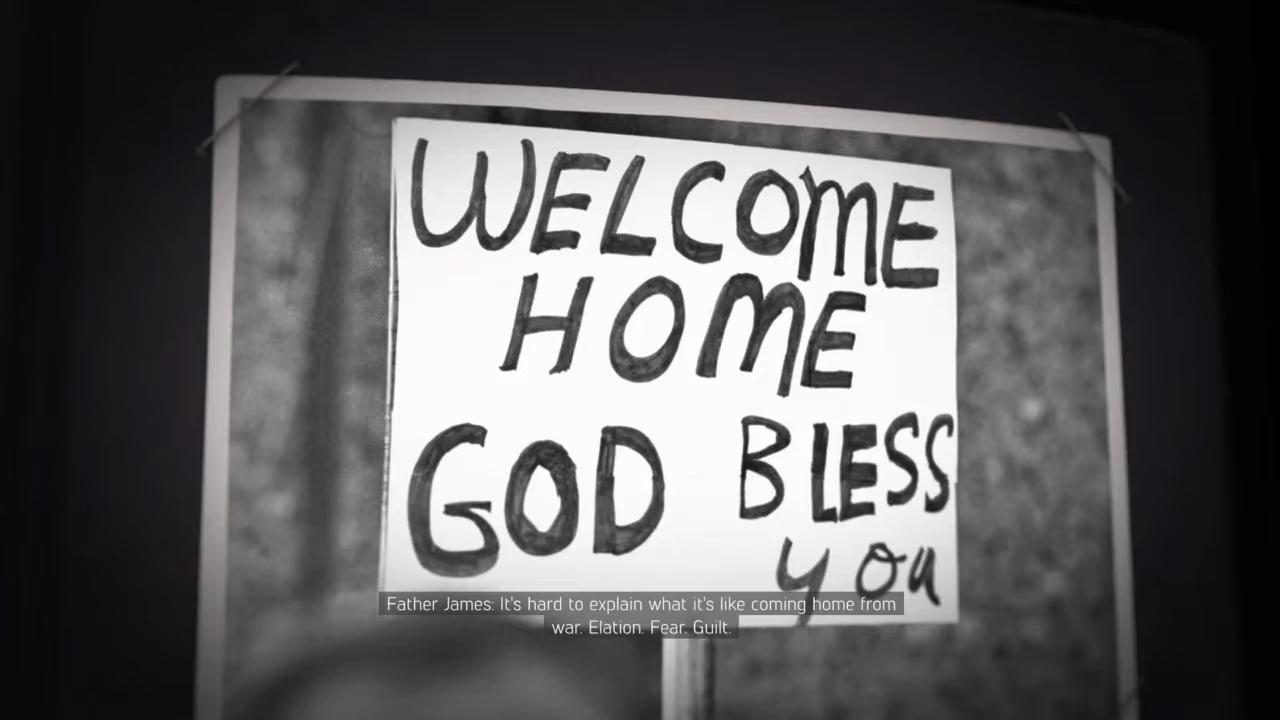 WELCOME
HOME
GOD BLESS
you
Father James: It's hard to explain what it's like coming home from
war. Elation. Fear. Guilt.